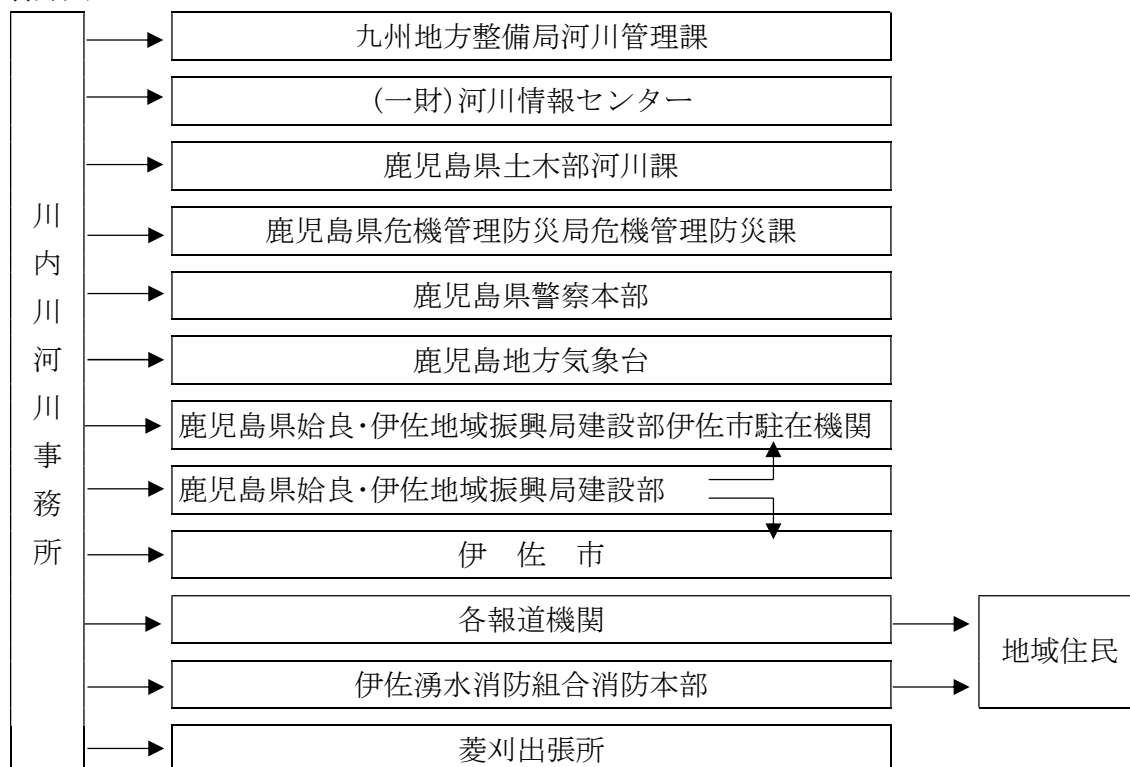 九州地方整備局河川管理課
(一財)河川情報センター
鹿児島県土木部河川課
川内川河川事務所
鹿児島県危機管理防災局危機管理防災課
鹿児島県警察本部
鹿児島地方気象台
鹿児島県姶良・伊佐地域振興局建設部伊佐市駐在機関
鹿児島県姶良・伊佐地域振興局建設部
伊 佐 市
各報道機関
地域住民
伊佐湧水消防組合消防本部
菱刈出張所